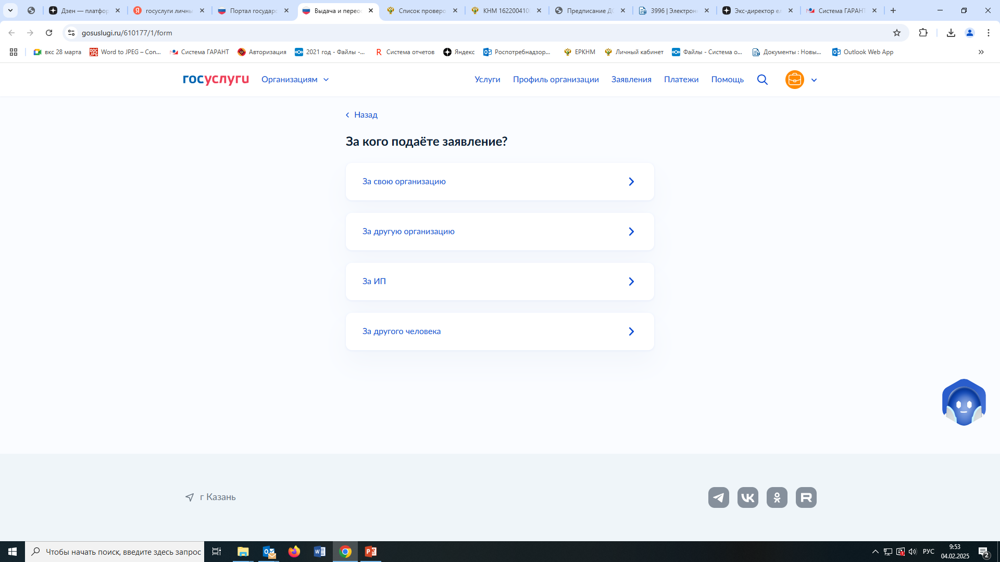 Дзен — платфор
госуслуги личны
Портал государс
Выдача и перео
Список проверо
КНМ 162200410
Предписание
3996 | Электрон
Экс-директор
Система ГАРАНТ
gosuslugi.ru/610177/1/form
вкс 28 марта
Word to JPEG – Con...
Система ГАРАНТ
Авторизация
2021 год - Файлы -...
Система отчетов
Яндекс
Роспотребнадзор...
ЕРКНМ
Личный кабинет
Файлы - Система о...
Документы : Новы...
Outlook Web App
госуслуги
Организациям
Услуги
Профиль организации
Заявления
Платежи
Помощь
Назад
За кого подаёте заявление?
За свою организацию
За другую организацию
За ИП
За другого человека
г Казань
Чтобы начать поиск, введите здесь запрос
РУС
9:53
04.02.2025
2